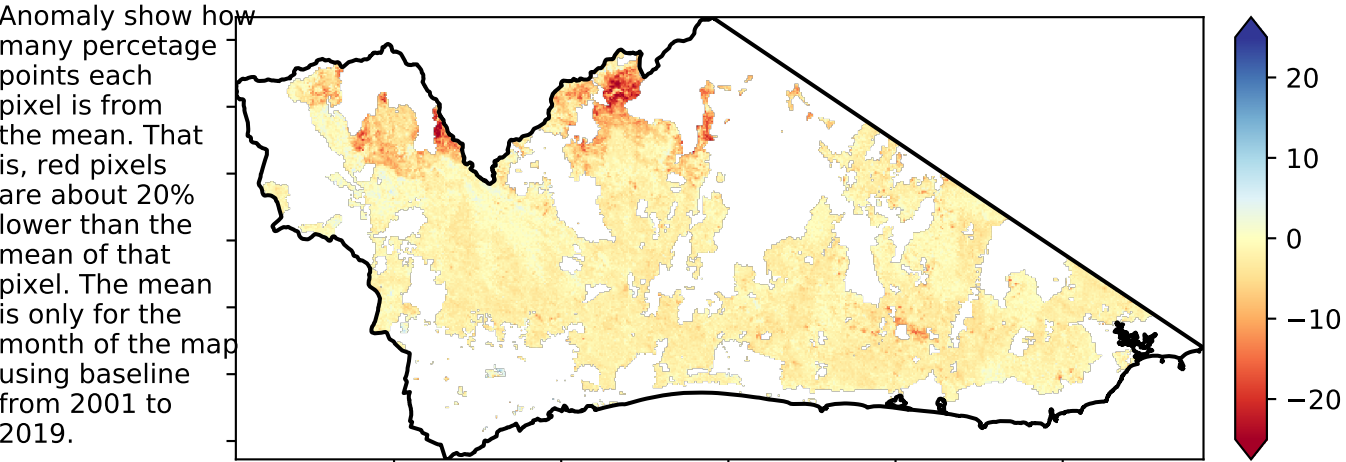 Anomaly show how
many percetage
points each
pixel is from
the mean. That
is, red pixels
are about 20%
lower than the
mean of that
pixel. The mean
is only for the
month of the map
using baseline
from 2001 to
2019.
20
10
0
−10
−20